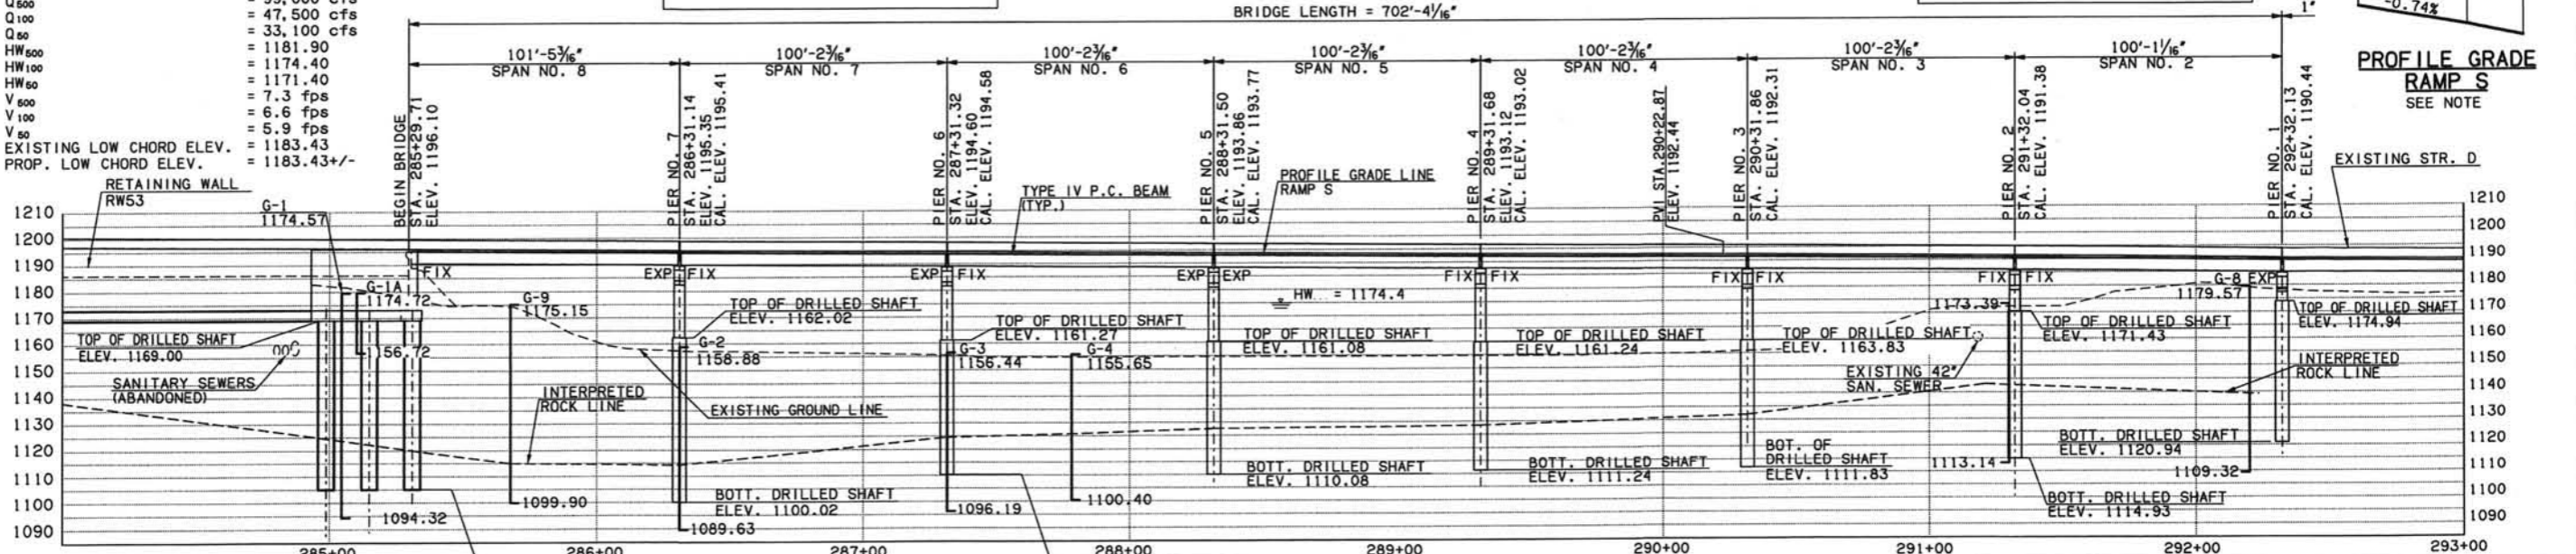 Q500
Q100 = 47,500 cfs
Q50 = 33,100 cfs
HW500 = 1181.90
HW100 = 1174.40
HW50 = 1171.40
V500 = 7.3 fps
V100 = 6.6 fps
V50 = 5.9 fps
EXISTING LOW CHORD ELEV. = 1183.43
PROP. LOW CHORD ELEV. = 1183.43+/-
BRIDGE LENGTH = 702'-4 1/16"
1"
-0.74%
PROFILE GRADE
RAMP S
SEE NOTE
101'-5 3/16"
SPAN NO. 8
100'-2 3/16"
SPAN NO. 7
100'-2 3/16"
SPAN NO. 6
100'-2 3/16"
SPAN NO. 5
100'-2 3/16"
SPAN NO. 4
100'-2 3/16"
SPAN NO. 3
100'-1/16"
SPAN NO. 2
BEGIN BRIDGE
STA. 285+29.71
ELEV. 1196.10
PIER NO. 7
STA. 286+31.14
ELEV. 1195.35
CAL. ELEV. 1195.41
PIER NO. 6
STA. 287+31.32
ELEV. 1194.60
CAL. ELEV. 1194.58
PIER NO. 5
STA. 288+31.50
ELEV. 1193.86
CAL. ELEV. 1193.77
PIER NO. 4
STA. 289+31.68
ELEV. 1193.12
CAL. ELEV. 1193.02
PVI STA.290+22.87
ELEV. 1192.44
PIER NO. 3
STA. 290+31.86
CAL. ELEV. 1192.31
PIER NO. 2
STA. 291+32.04
CAL. ELEV. 1191.38
PIER NO. 1
STA. 292+32.13
CAL. ELEV. 1190.44
EXISTING STR. D
RETAINING WALL
RW53
G-1
1174.57
TYPE IV P.C. BEAM
(TYP.)
PROFILE GRADE LINE
RAMP S
1210
1200
1190
1180
1170
1160
1150
1140
1130
1120
1110
1100
1090
FIX
EXP FIX
EXP FIX
EXP EXP
FIX FIX
FIX FIX
FIX FIX
G-8 EXP
1179.57
G-1A
1174.72
1156.72
G-9
1175.15
TOP OF DRILLED SHAFT
ELEV. 1169.00
SANITARY SEWERS
(ABANDONED)
TOP OF DRILLED SHAFT
ELEV. 1162.02
G-2
1158.88
INTERPRETED
ROCK LINE
EXISTING GROUND LINE
TOP OF DRILLED SHAFT
ELEV. 1161.27
G-3
1156.44
G-4
1155.65
HW = 1174.4
TOP OF DRILLED SHAFT
ELEV. 1161.08
TOP OF DRILLED SHAFT
ELEV. 1161.24
TOP OF DRILLED SHAFT
ELEV. 1163.83
EXISTING 42"
SAN. SEWER
1173.39
TOP OF DRILLED SHAFT
ELEV. 1171.43
TOP OF DRILLED SHAFT
ELEV. 1174.94
INTERPRETED
ROCK LINE
1094.32
1099.90
BOTT. DRILLED SHAFT
ELEV. 1100.02
1089.63
1096.19
1100.40
BOTT. DRILLED SHAFT
ELEV. 1110.08
BOTT. DRILLED SHAFT
ELEV. 1111.24
BOT. OF
DRILLED SHAFT
ELEV. 1111.83
1113.14
BOTT. DRILLED SHAFT
ELEV. 1114.93
BOTT. DRILLED SHAFT
ELEV. 1120.94
1109.32
1210
1200
1190
1180
1170
1160
1150
1140
1130
1120
1110
1100
1090
285+00
286+00
287+00
288+00
289+00
290+00
291+00
292+00
293+00